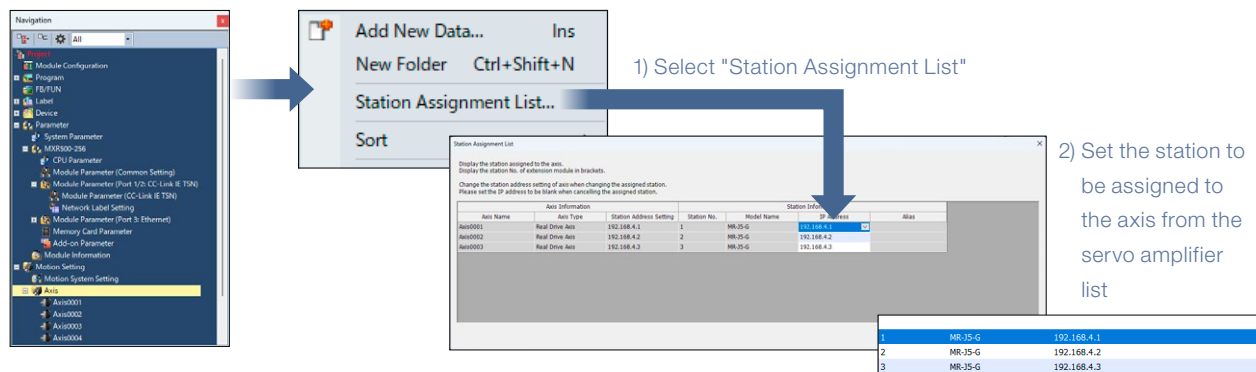 Navigation
All
Project
Module Configuration
Program
FB/FUN
Label
Device
Parameter
System Parameter
MXR500-256
CPU Parameter
Module Parameter (Common Setting)
Module Parameter (Port 1/2: CC-Link IE TSN)
Module Parameter (CC-Link IE TSN)
Network Label Setting
Module Parameter (Port 3: Ethernet)
Memory Card Parameter
Add-on Parameter
Module Information
Motion Setting
Motion System Setting
Axis
Axis0001
Axis0002
Axis0003
Axis0004
Add New Data... Ins
New Folder Ctrl+Shift+N
Station Assignment List...
Sort
1) Select "Station Assignment List"
Station Assignment List
Display the station assigned to the axis.
Display the station No. of extension module in brackets.
Change the station address setting of axis when changing the assigned station.
Please set the IP address to be blank when cancelling the assigned station.
Axis Information Station Infor
Axis Name Axis Type Station Address Setting Station No. Model Name IP Address Alias
Axis0001 Real Drive Axis 192.168.4.1 1 MR-J5-G 192.168.4.1
Axis0002 Real Drive Axis 192.168.4.2 2 MR-J5-G 192.168.4.2
Axis0003 Real Drive Axis 192.168.4.3 3 MR-J5-G 192.168.4.3
2) Set the station to
be assigned to
the axis from the
servo amplifier
list
1 MR-J5-G 192.168.4.1
2 MR-J5-G 192.168.4.2
3 MR-J5-G 192.168.4.3